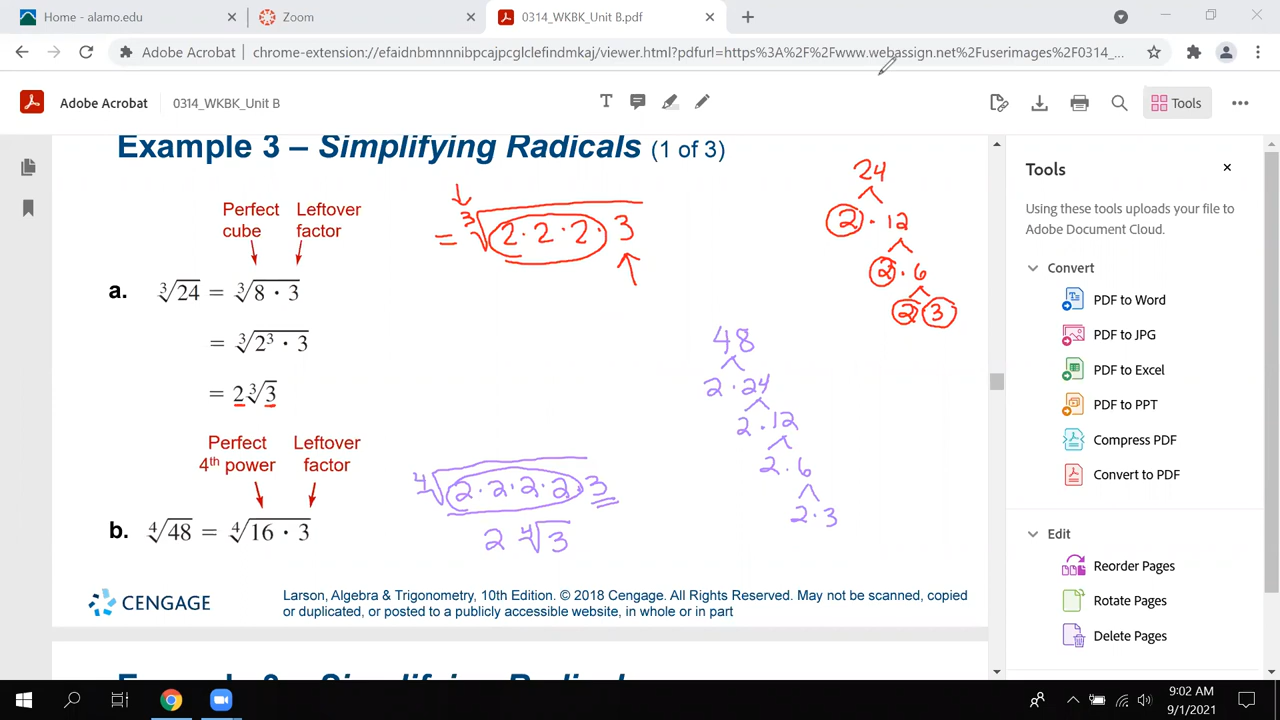 Home - alamo.edu
Zoom
0314_WKBK_Unit B.pdf
Adobe Acrobat
chrome-extension://efaidnbmnnnibpcajpcglclefindmkaj/viewer.html?pdfurl=https%3A%2F%2Fwww.webassign.net%2Fuserimages%2F0314_...
Adobe Acrobat
0314_WKBK_Unit B
Tools
Example 3 – Simplifying Radicals (1 of 3)
Perfect cube
Leftover factor
a. ∛24 = ∛8 · 3
= ∛2³ · 3
= 2∛3
= ∛2·2·2· 3
24
2 · 12
2 · 6
2 · 3
Perfect 4th power
Leftover factor
b. ∜48 = ∜16 · 3
∜2·2·2·2·3
2 ∜3
48
2 · 24
2 · 12
2 · 6
2 · 3
CENGAGE
Larson, Algebra & Trigonometry, 10th Edition. © 2018 Cengage. All Rights Reserved. May not be scanned, copied
or duplicated, or posted to a publicly accessible website, in whole or in part
Tools
Using these tools uploads your file to
Adobe Document Cloud.
Convert
PDF to Word
PDF to JPG
PDF to Excel
PDF to PPT
Compress PDF
Convert to PDF
Edit
Reorder Pages
Rotate Pages
Delete Pages
9:02 AM
9/1/2021